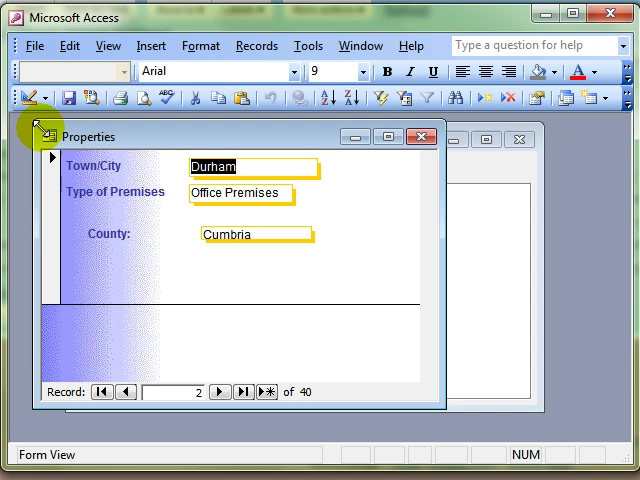 Microsoft Access
File Edit View Insert Format Records Tools Window Help Type a question for help
Arial 9 B I U A
ABC A Z Z A
Properties
Town/City Durham
Type of Premises Office Premises
County: Cumbria
Record: 2 of 40
Form View NUM